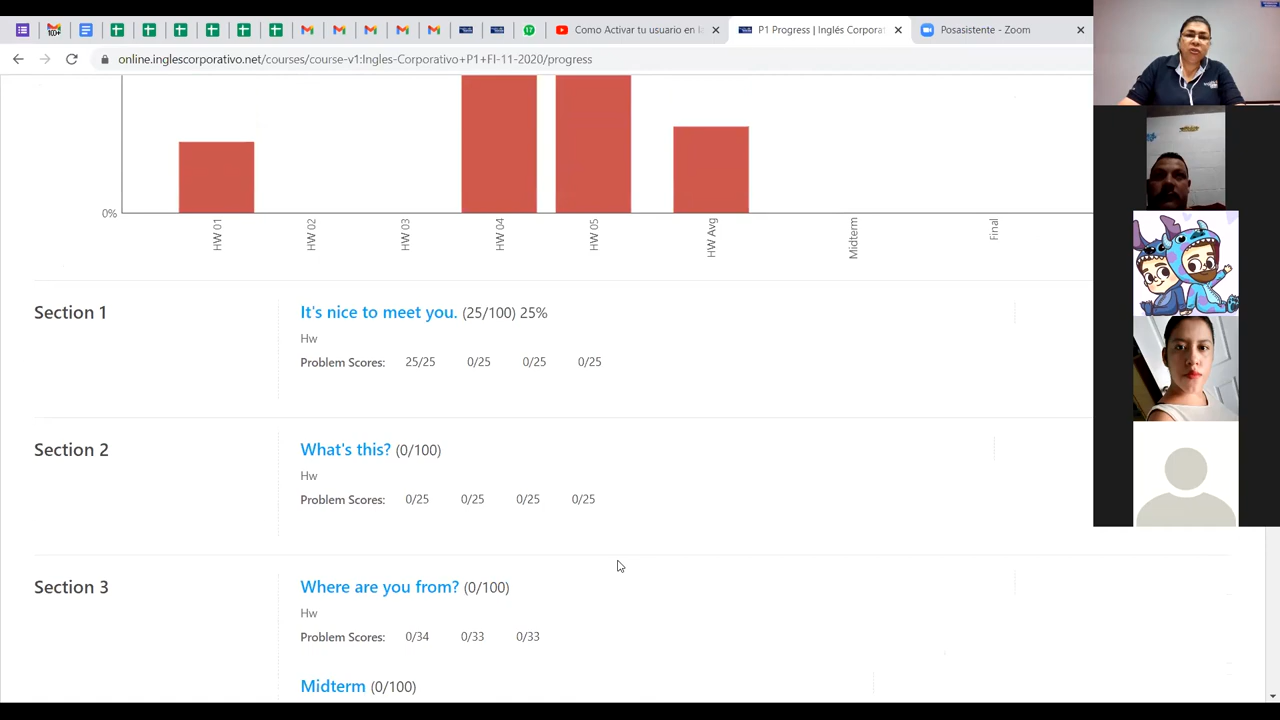 100+
17
Como Activar tu usuario en l
P1 Progress | Inglés Corporat
Posasistente - Zoom
online.inglescorporativo.net/courses/course-v1:Ingles-Corporativo+P1+FI-11-2020/progress
0%
HW 01
HW 02
HW 03
HW 04
HW 05
HW Avg
Midterm
Final
Section 1
It's nice to meet you. (25/100) 25%
Hw
Problem Scores: 25/25 0/25 0/25 0/25
Section 2
What's this? (0/100)
Hw
Problem Scores: 0/25 0/25 0/25 0/25
Section 3
Where are you from? (0/100)
Hw
Problem Scores: 0/34 0/33 0/33
Midterm (0/100)